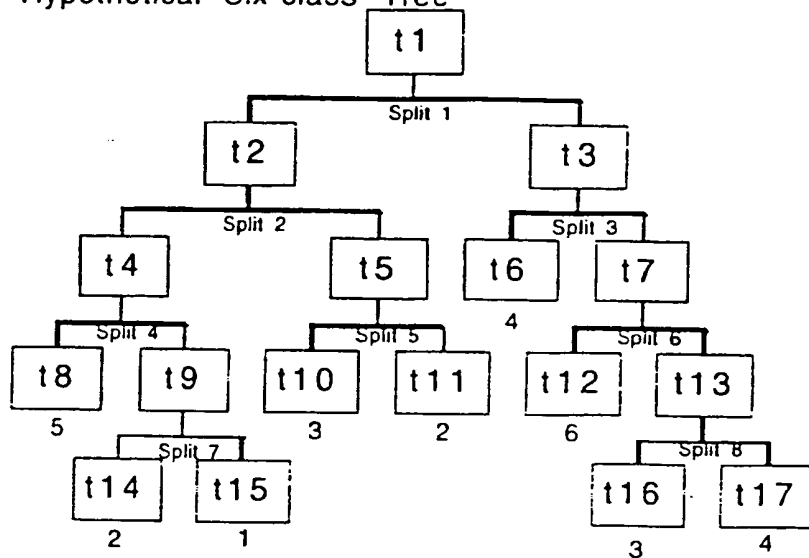 Hypothetical Six class Tree
t1
Split 1
t2 t3
Split 2 Split 3
t4 t5 t6 t7
4
Split 4 Split 5 Split 6
t8 t9 t10 t11 t12 t13
5 3 2 6
Split 7 Split 8
t14 t15 t16 t17
2 1 3 4